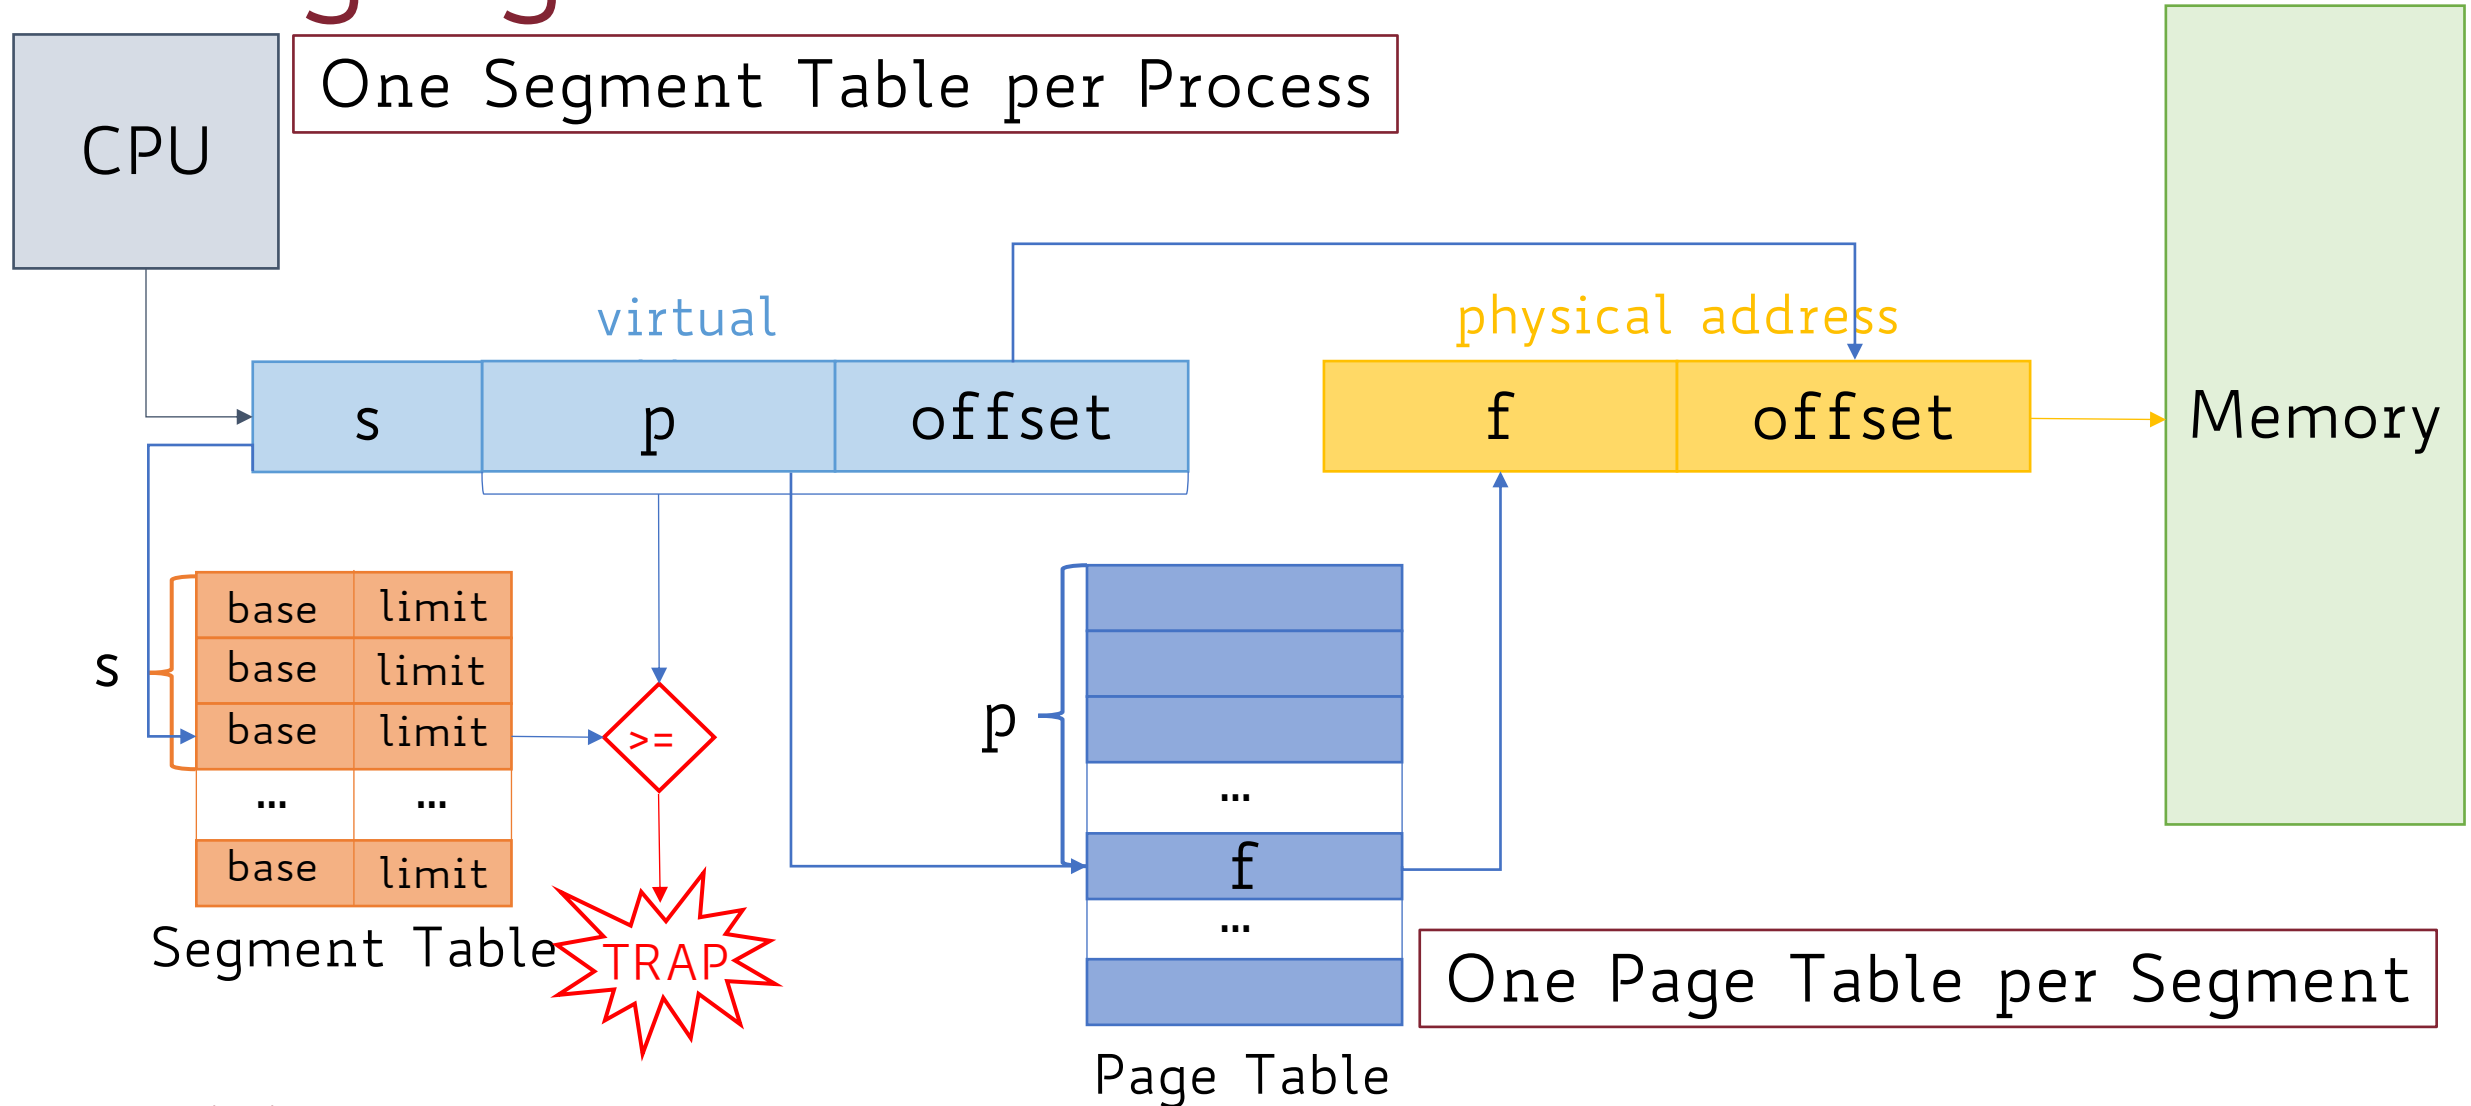 One Segment Table per Process
CPU
virtual
physical address
s
p
offset
f
offset
Memory
s
base
limit
base
limit
base
limit
...
...
base
limit
Segment Table
>=
TRAP
p
...
f
...
Page Table
One Page Table per Segment